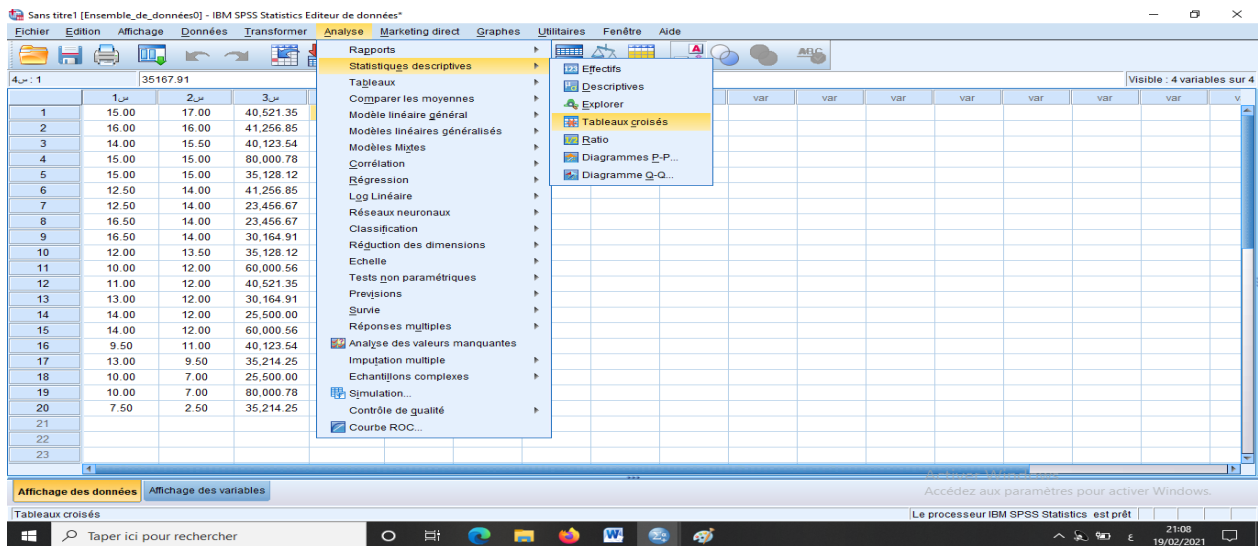 Sans titre1 [Ensemble_de_données0] - IBM SPSS Statistics Editeur de données*
Fichier Edition Affichage Données Transformer Analyse Marketing direct Graphes Utilitaires Fenêtre Aide
4س : 1 35167.91 Visible : 4 variables sur 4
1س 2س 3س var var var var var var var
1 15.00 17.00 40,521.35
2 16.00 16.00 41,256.85
3 14.00 15.50 40,123.54
4 15.00 15.00 80,000.78
5 15.00 15.00 35,128.12
6 12.50 14.00 41,256.85
7 12.50 14.00 23,456.67
8 16.50 14.00 23,456.67
9 16.50 14.00 30,164.91
10 12.00 13.50 35,128.12
11 10.00 12.00 60,000.56
12 11.00 12.00 40,521.35
13 13.00 12.00 30,164.91
14 14.00 12.00 25,500.00
15 14.00 12.00 60,000.56
16 9.50 11.00 40,123.54
17 13.00 9.50 35,214.25
18 10.00 7.00 25,500.00
19 10.00 7.00 80,000.78
20 7.50 2.50 35,214.25
21
22
23
Rapports
Statistiques descriptives
Tableaux
Comparer les moyennes
Modèle linéaire général
Modèles linéaires généralisés
Modèles Mixtes
Corrélation
Régression
Log Linéaire
Réseaux neuronaux
Classification
Réduction des dimensions
Echelle
Tests non paramétriques
Prévisions
Survie
Réponses multiples
Analyse des valeurs manquantes
Imputation multiple
Echantillons complexes
Simulation...
Contrôle de qualité
Courbe ROC...
Effectifs
Descriptives
Explorer
Tableaux croisés
Ratio
Diagrammes P-P...
Diagramme Q-Q...
Affichage des données Affichage des variables
Accédez aux paramètres pour activer Windows.
Tableaux croisés Le processeur IBM SPSS Statistics est prêt
Taper ici pour rechercher
ع 21:08
19/02/2021